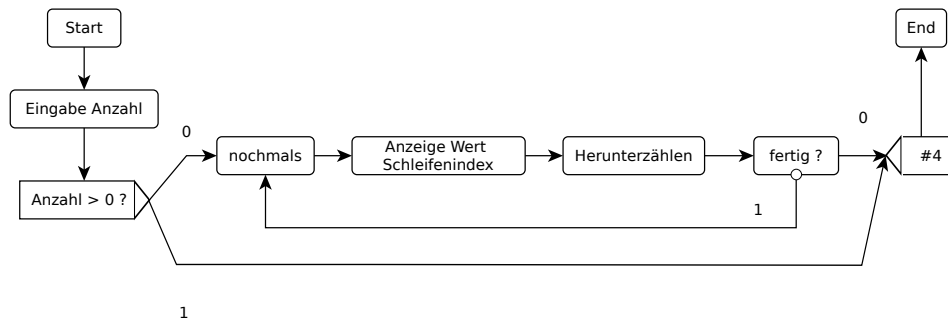 Start
End
Eingabe Anzahl
0
0
nochmals
Anzeige Wert
Schleifenindex
Herunterzählen
fertig ?
#4
Anzahl > 0 ?
1
1